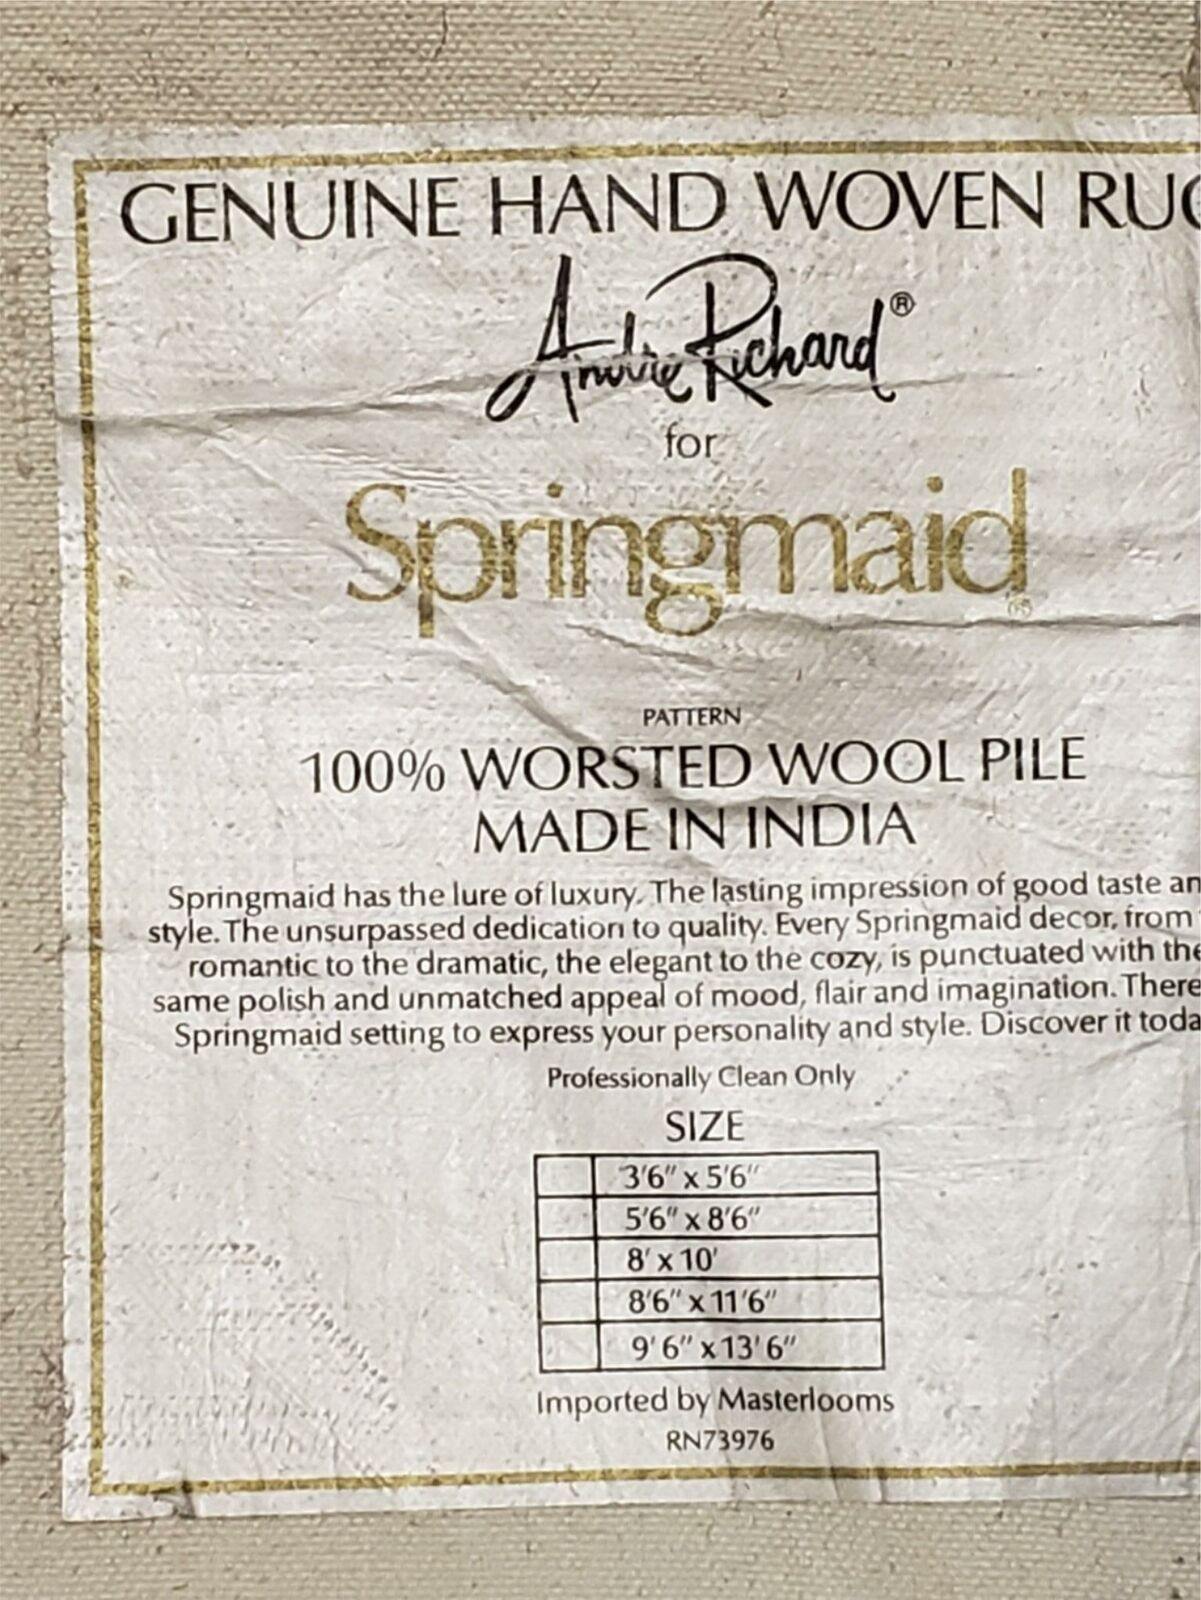 GENUINE HAND WOVEN RUG
Andre Richard®
for
Springmaid®
PATTERN
100% WORSTED WOOL PILE
MADE IN INDIA
Springmaid has the lure of luxury. The lasting impression of good taste an
style. The unsurpassed dedication to quality. Every Springmaid decor, from
romantic to the dramatic, the elegant to the cozy, is punctuated with the
same polish and unmatched appeal of mood, flair and imagination. There
Springmaid setting to express your personality and style. Discover it toda
Professionally Clean Only
SIZE
3'6" x 5'6"
5'6" x 8'6"
8' x 10'
8'6" x 11'6"
9'6" x 13'6"
Imported by Masterlooms
RN73976